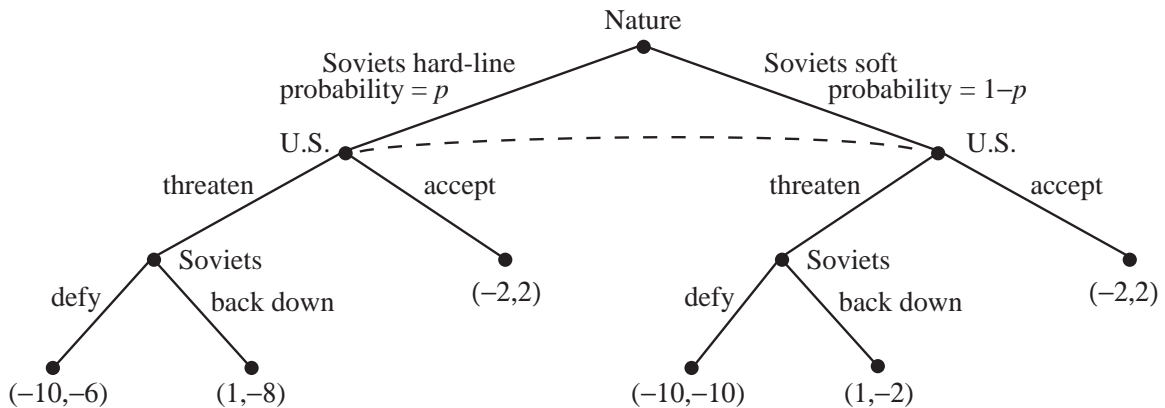 Nature
Soviets hard-line
probability = p
Soviets soft
probability = 1–p
U.S.
U.S.
threaten
accept
threaten
accept
Soviets
(–2,2)
Soviets
(–2,2)
defy
back down
defy
back down
(–10,–6)
(1,–8)
(–10,–10)
(1,–2)